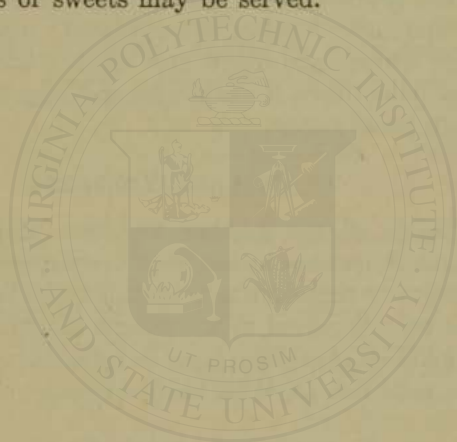 s or sweets may be served.
VIRGINIA POLYTECHNIC INSTITUTE
AND STATE UNIVERSITY
UT PROSIM